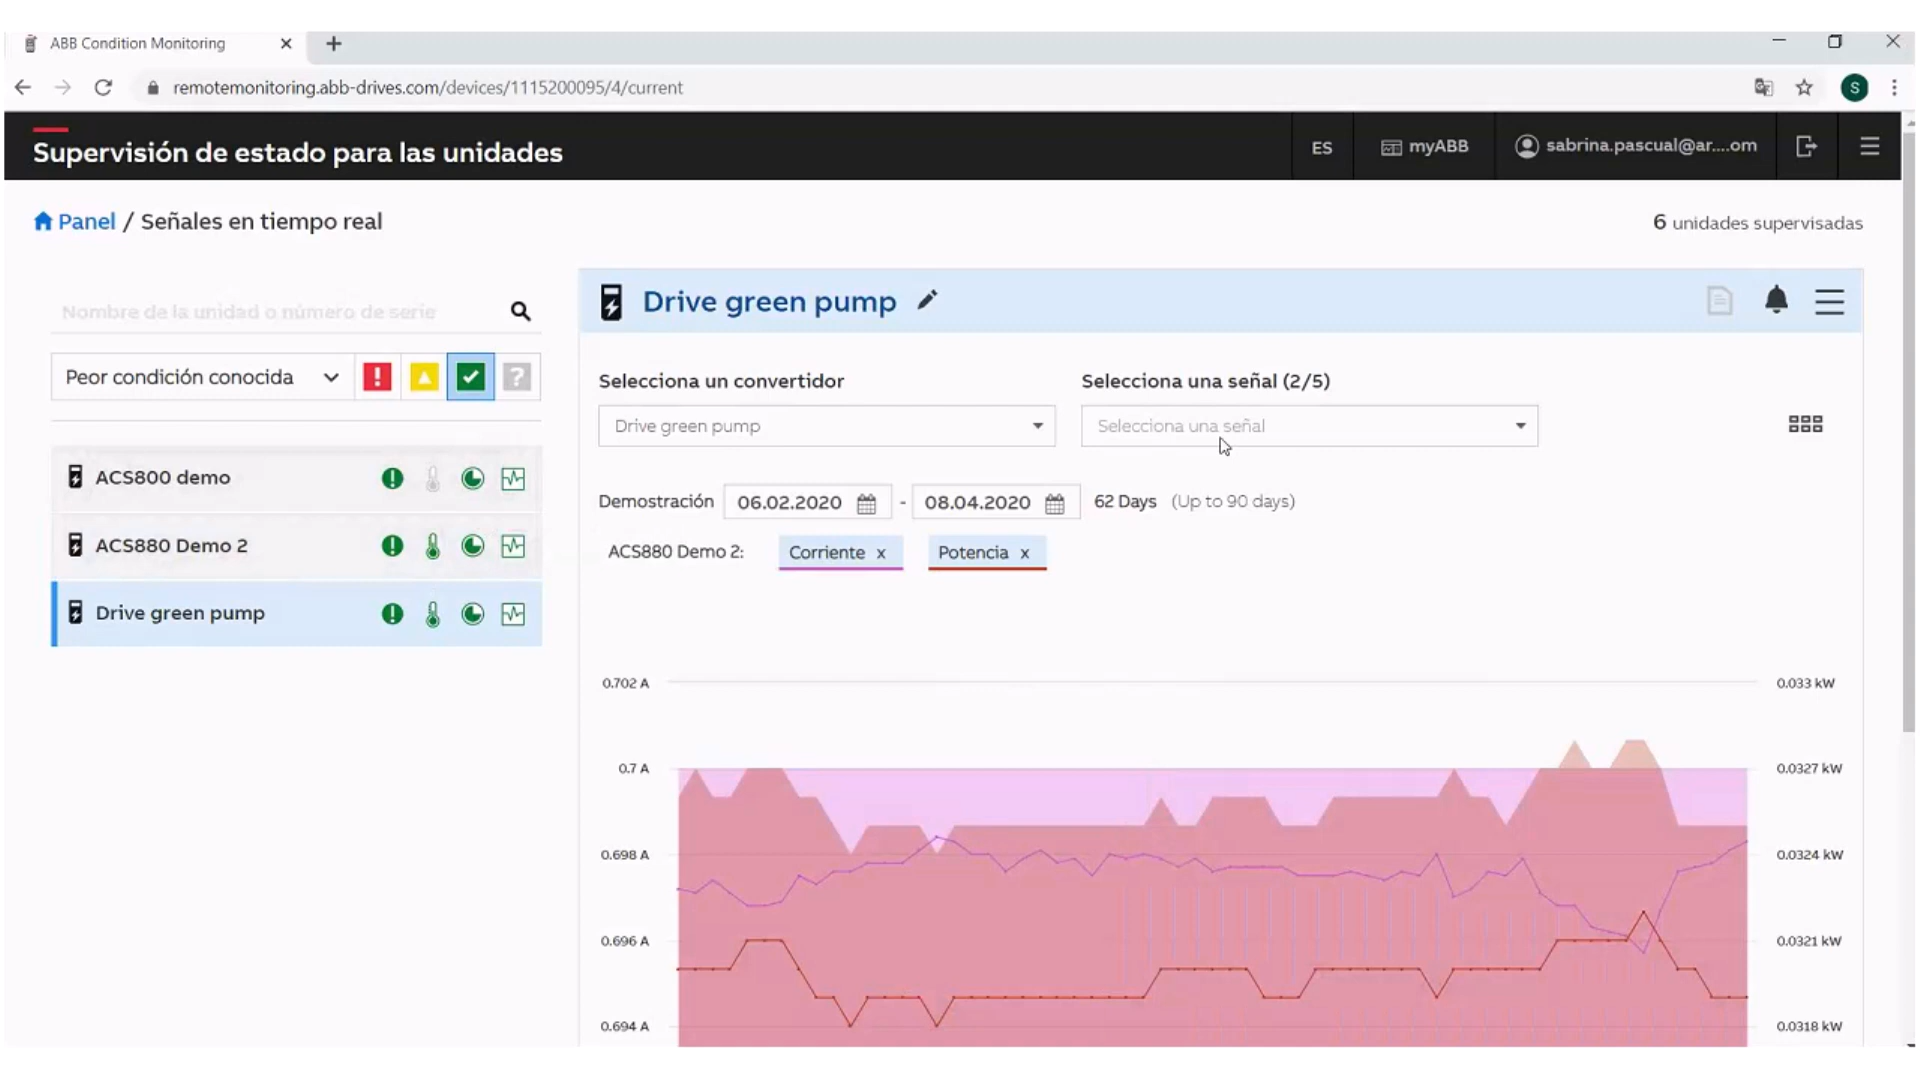 ABB Condition Monitoring
remotemonitoring.abb-drives.com/devices/1115200095/4/current
S
Supervisión de estado para las unidades
ES
myABB
sabrina.pascual@ar....om
Panel / Señales en tiempo real
6 unidades supervisadas
Nombre de la unidad o número de serie
Peor condición conocida
ACS800 demo
ACS880 Demo 2
Drive green pump
Drive green pump
Selecciona un convertidor
Selecciona una señal (2/5)
Drive green pump
Selecciona una señal
Demostración 06.02.2020 - 08.04.2020 62 Days (Up to 90 days)
ACS880 Demo 2: Corriente x Potencia x
0.702 A
0.033 kW
0.7 A
0.0327 kW
0.698 A
0.0324 kW
0.696 A
0.0321 kW
0.694 A
0.0318 kW